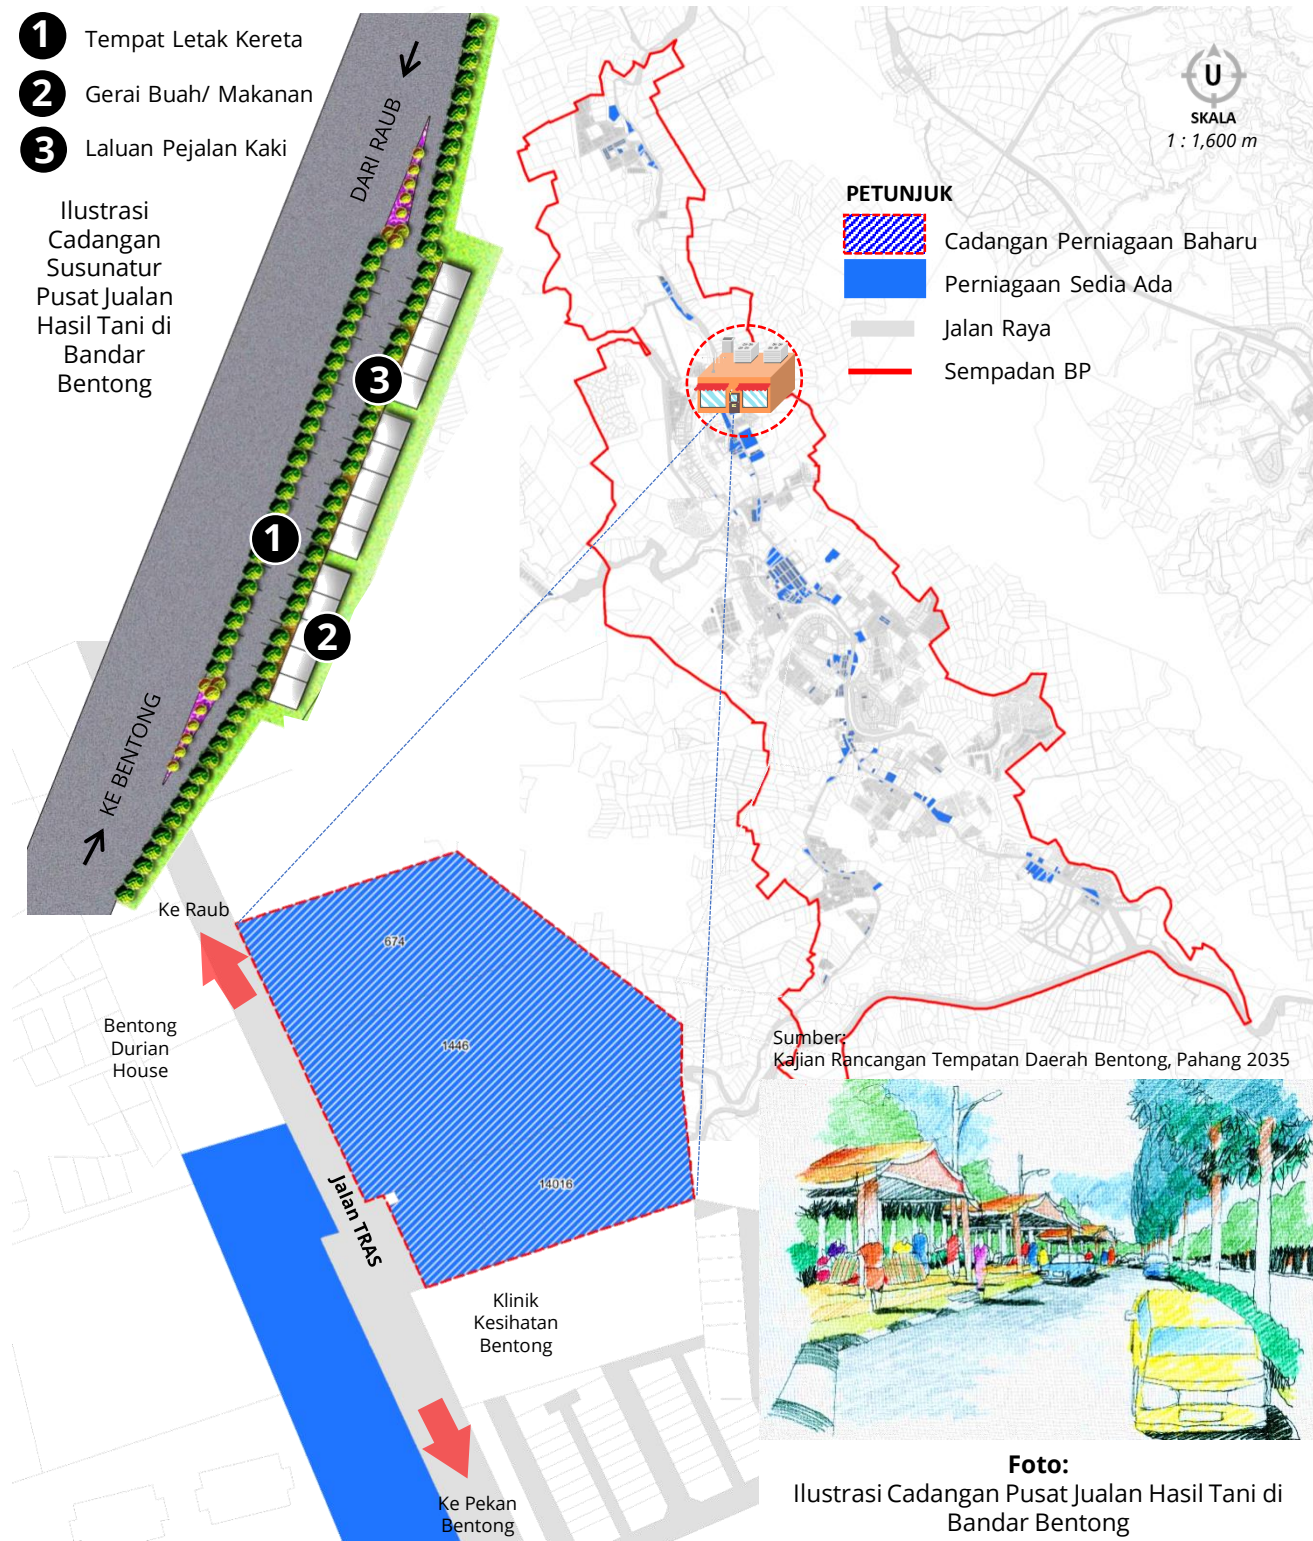 1 Tempat Letak Kereta
2 Gerai Buah/ Makanan
3 Laluan Pejalan Kaki
Ilustrasi
Cadangan
Susunatur
Pusat Jualan
Hasil Tani di
Bandar
Bentong
DARI RAUB
3
1
2
KE BENTONG
U
SKALA
1 : 1,600 m
PETUNJUK
Cadangan Perniagaan Baharu
Perniagaan Sedia Ada
Jalan Raya
Sempadan BP
Ke Raub
674
1446
14016
Bentong
Durian
House
Jalan TRAS
Klinik
Kesihatan
Bentong
Ke Pekan
Bentong
Sumber:
Kajian Rancangan Tempatan Daerah Bentong, Pahang 2035
Foto:
Ilustrasi Cadangan Pusat Jualan Hasil Tani di
Bandar Bentong